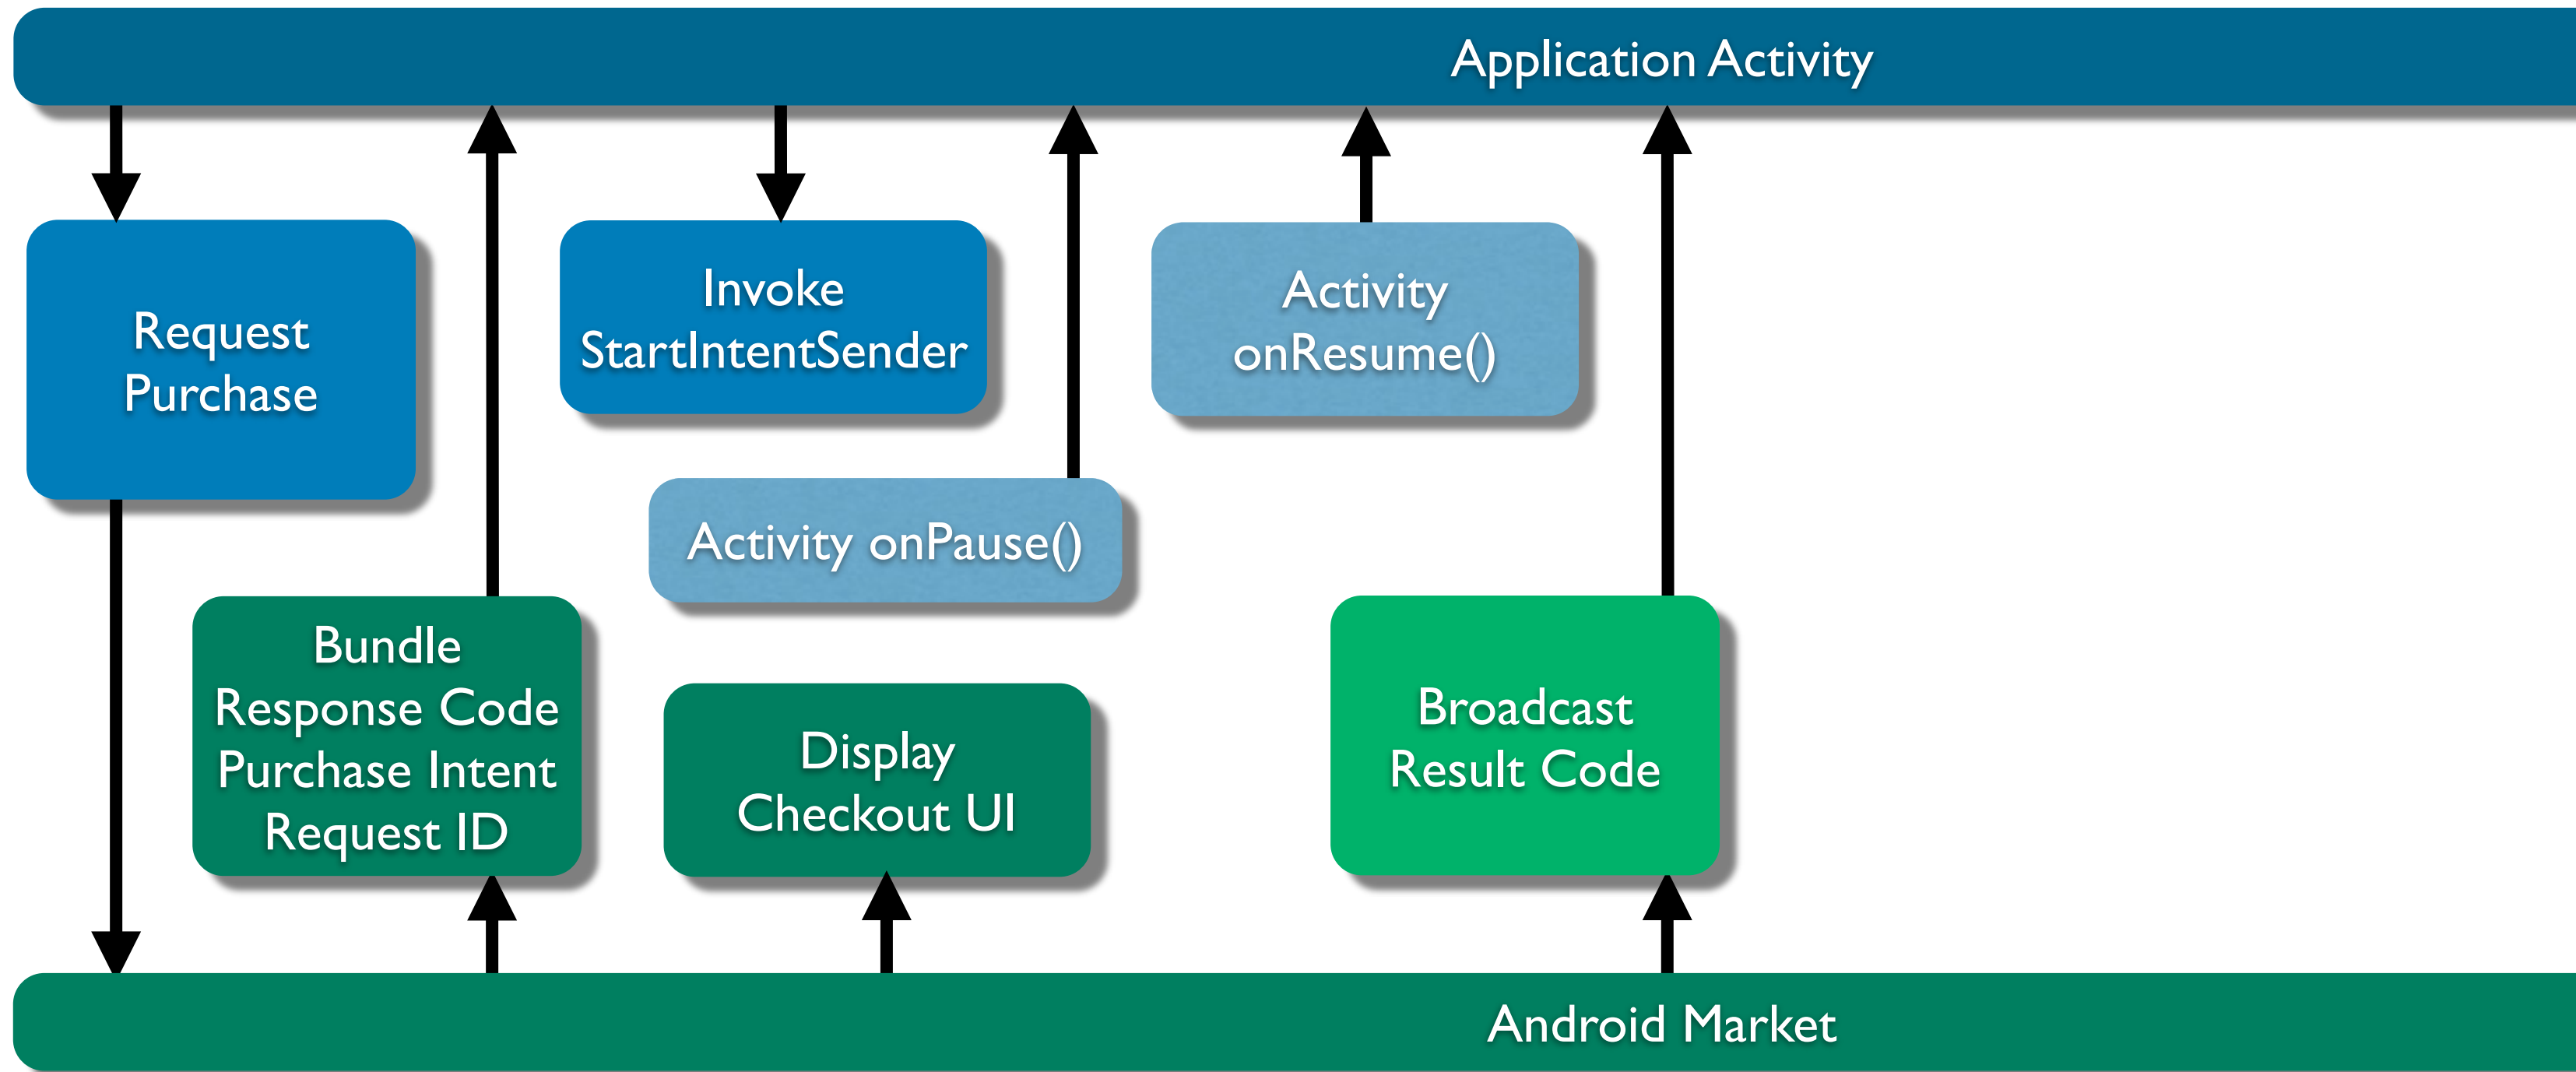 Application Activity
Request
Purchase
Invoke
StartIntentSender
Activity
onResume()
Activity onPause()
Bundle
Response Code
Purchase Intent
Request ID
Display
Checkout UI
Broadcast
Result Code
Android Market